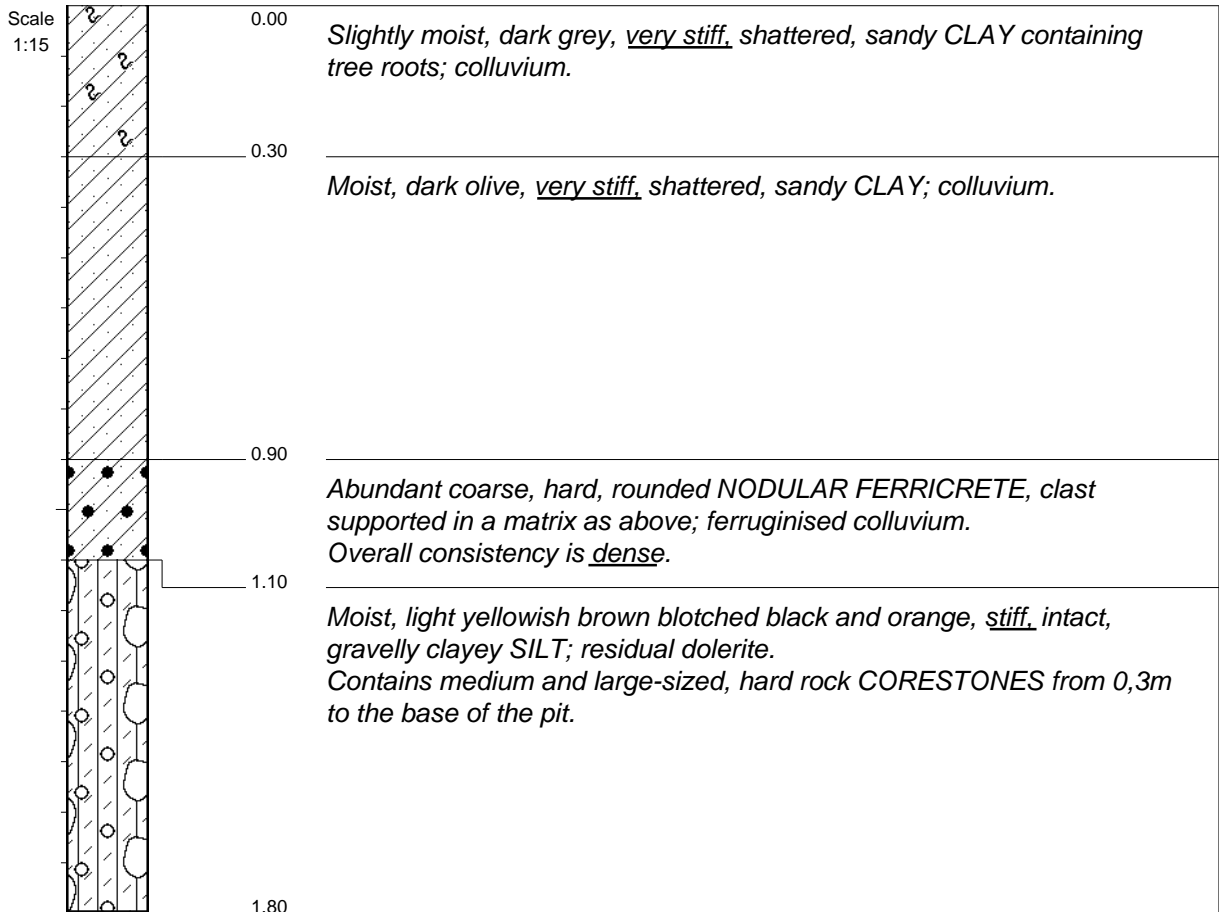 Scale
1:15
0.00
Slightly moist, dark grey, very stiff, shattered, sandy CLAY containing
tree roots; colluvium.
0.30
Moist, dark olive, very stiff, shattered, sandy CLAY; colluvium.
0.90
Abundant coarse, hard, rounded NODULAR FERRICRETE, clast
supported in a matrix as above; ferruginised colluvium.
Overall consistency is dense.
1.10
Moist, light yellowish brown blotched black and orange, stiff, intact,
gravelly clayey SILT; residual dolerite.
Contains medium and large-sized, hard rock CORESTONES from 0,3m
to the base of the pit.
1.80